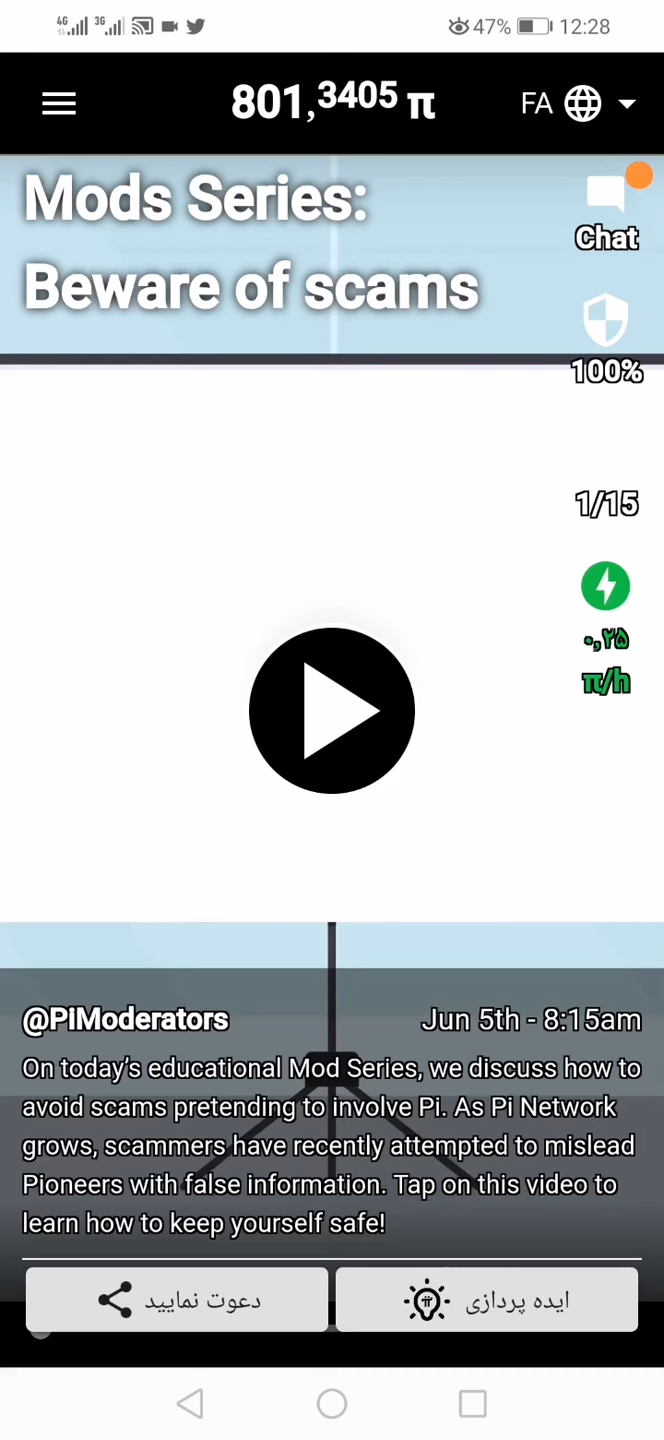 4G 3G 47% 12:28
801,3405 π FA
Mods Series:
Beware of scams
Chat
100%
1/15
۰,۲۵
π/h
@PiModerators Jun 5th - 8:15am
On today's educational Mod Series, we discuss how to
avoid scams pretending to involve Pi. As Pi Network
grows, scammers have recently attempted to mislead
Pioneers with false information. Tap on this video to
learn how to keep yourself safe!
دعوت نمایید
ایده پردازی